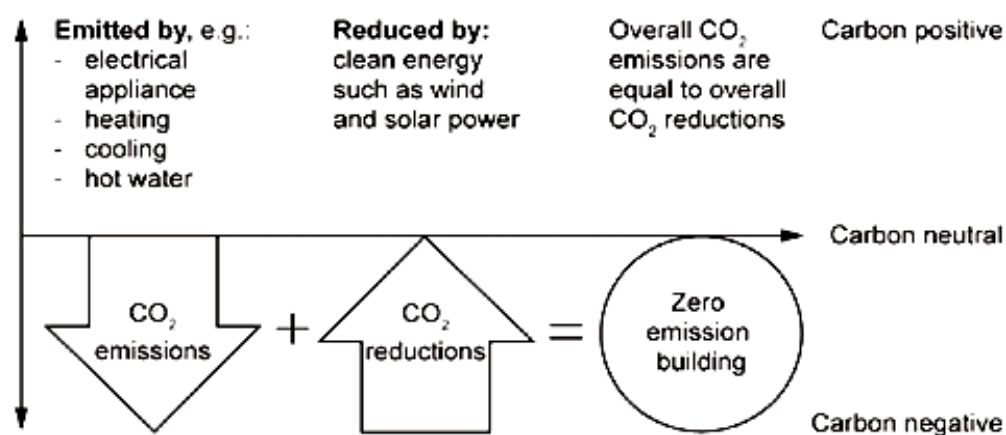 Emitted by, e.g.:
- electrical
appliance
- heating
- cooling
- hot water
Reduced by:
clean energy
such as wind
and solar power
Overall CO₂
emissions are
equal to overall
CO₂ reductions
Carbon positive
Carbon neutral
CO₂
emissions
+
CO₂
reductions
=
Zero
emission
building
Carbon negative